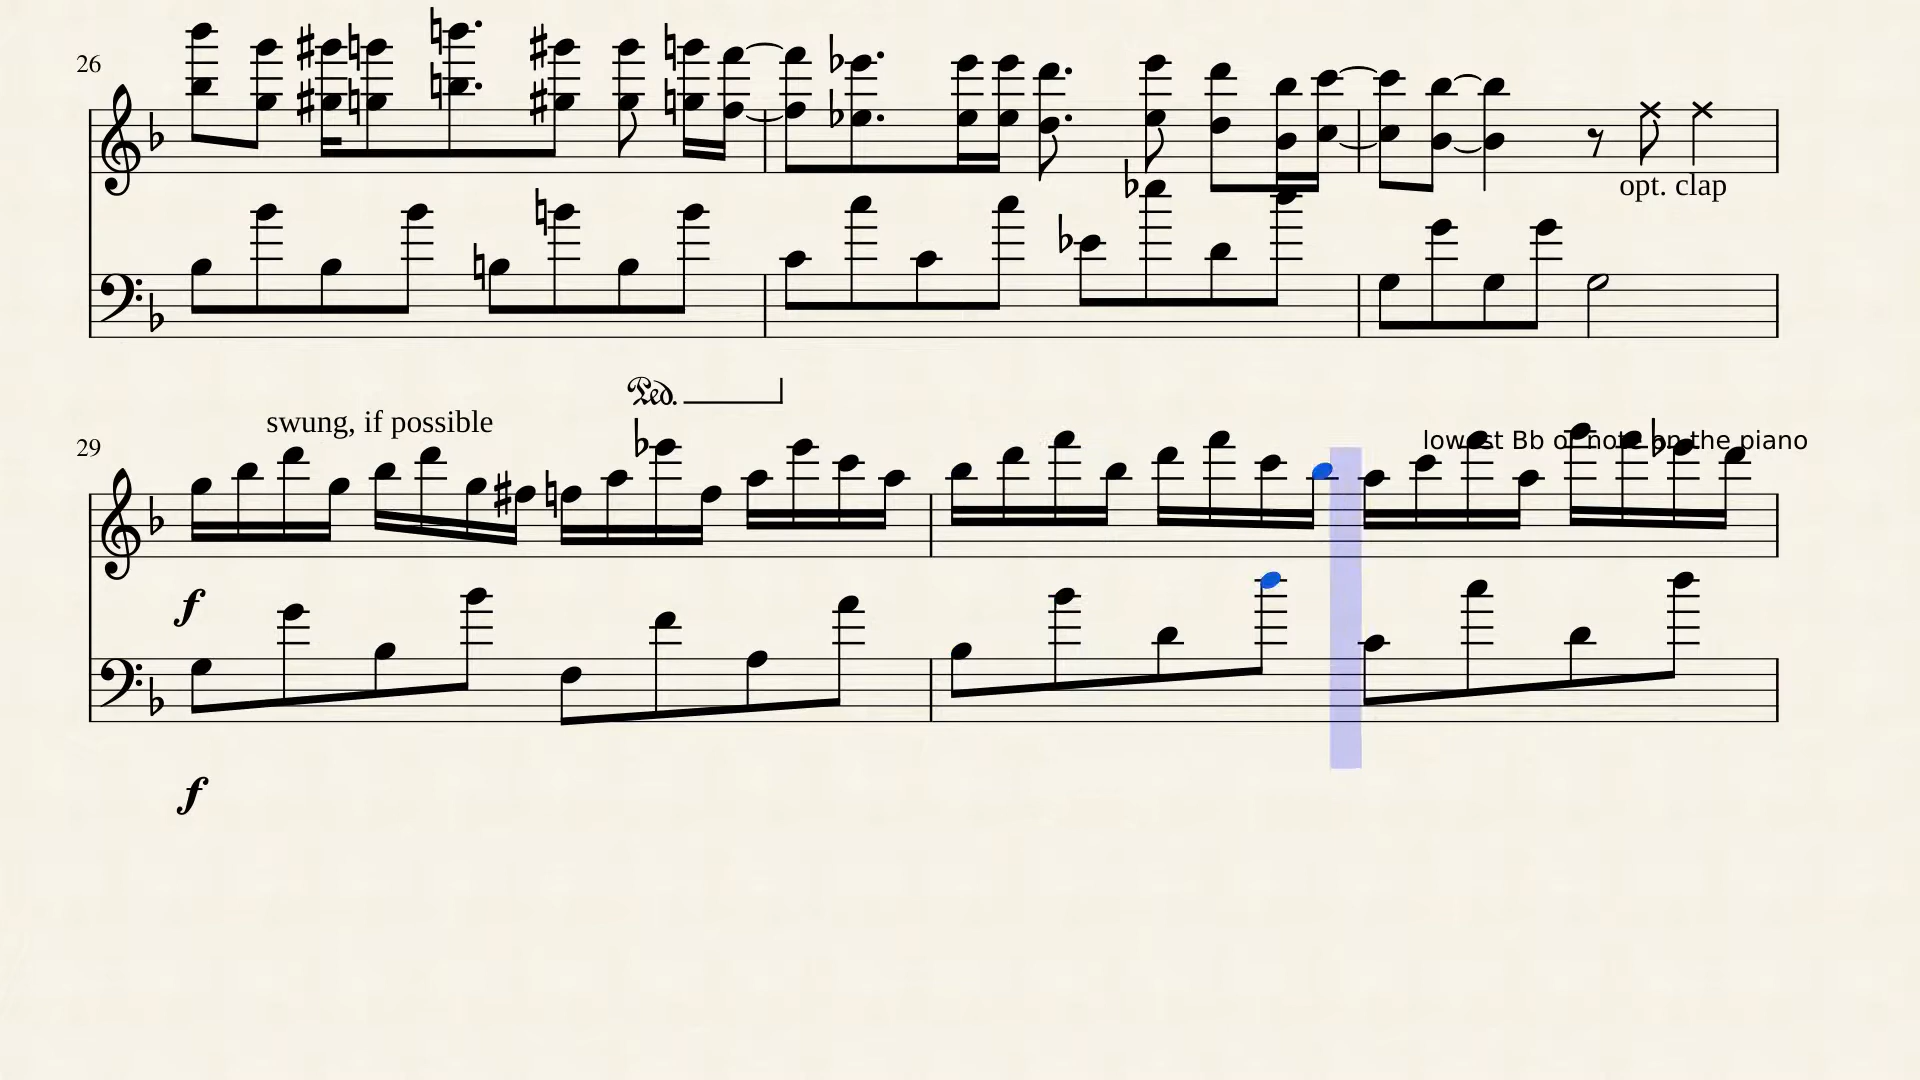 26
opt. clap
Ped.
swung, if possible
29
lowest Bb or note on the piano
f
f